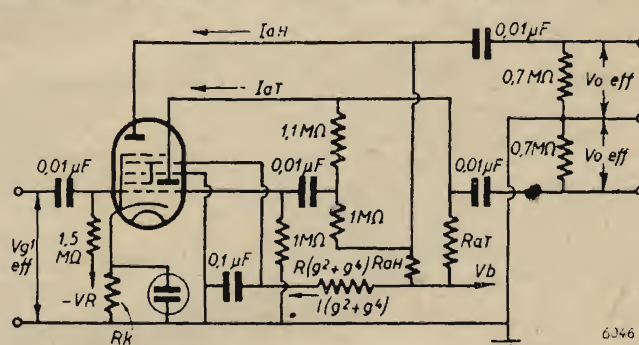 IaH
0,01µF
IaT
0,7MΩ
Vo eff
1,1MΩ
0,01µF
0,01µF
0,01µF
0,7MΩ
Vo eff
Vg¹
eff
1,5
MΩ
-VR
1MΩ
1MΩ
0,1µF
R(g²+g⁴)
RaH
RaT
Vb
I(g²+g⁴)
Rk
6346